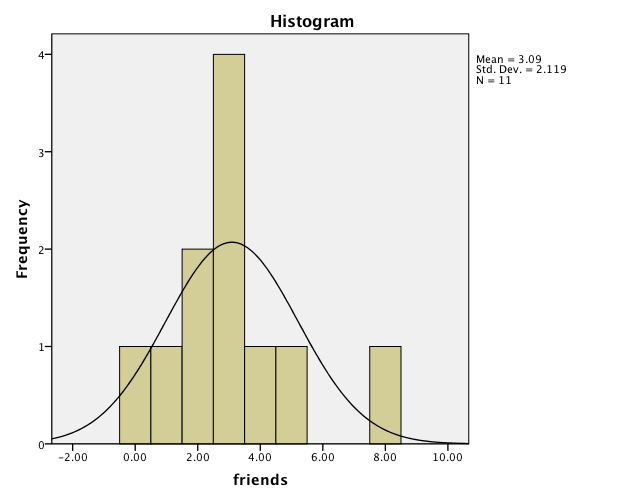 Histogram
Mean = 3.09
Std. Dev. = 2.119
N = 11
4
3
2
1
0
Frequency
-2.00 0.00 2.00 4.00 6.00 8.00 10.00
friends